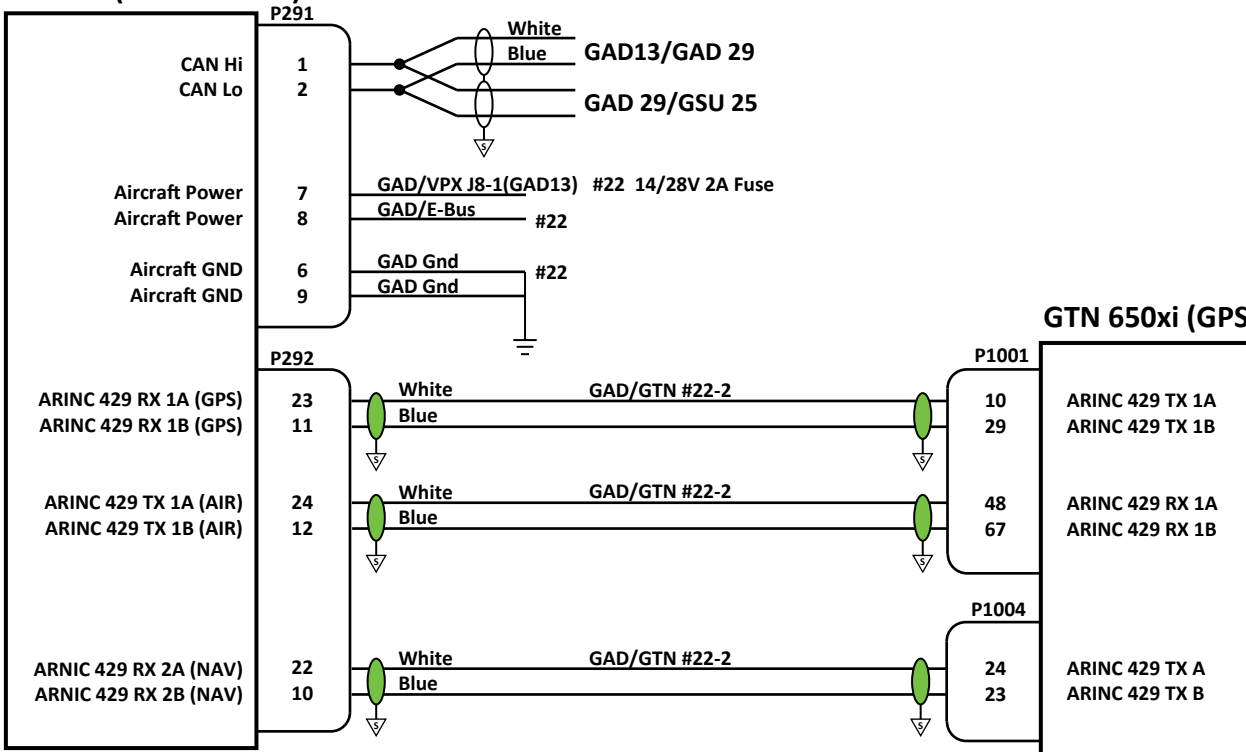 P291
CAN Hi 1
CAN Lo 2
White
Blue
GAD13/GAD 29
GAD 29/GSU 25
S
Aircraft Power 7 GAD/VPX J8-1(GAD13) #22 14/28V 2A Fuse
Aircraft Power 8 GAD/E-Bus #22
Aircraft GND 6 GAD Gnd #22
Aircraft GND 9 GAD Gnd
GTN 650xi (GPS
P292
P1001
ARINC 429 RX 1A (GPS) 23 White GAD/GTN #22-2 10 ARINC 429 TX 1A
ARINC 429 RX 1B (GPS) 11 Blue 29 ARINC 429 TX 1B
S S
ARINC 429 TX 1A (AIR) 24 White GAD/GTN #22-2 48 ARINC 429 RX 1A
ARINC 429 TX 1B (AIR) 12 Blue 67 ARINC 429 RX 1B
S S
P1004
ARNIC 429 RX 2A (NAV) 22 White GAD/GTN #22-2 24 ARINC 429 TX A
ARNIC 429 RX 2B (NAV) 10 Blue 23 ARINC 429 TX B
S S